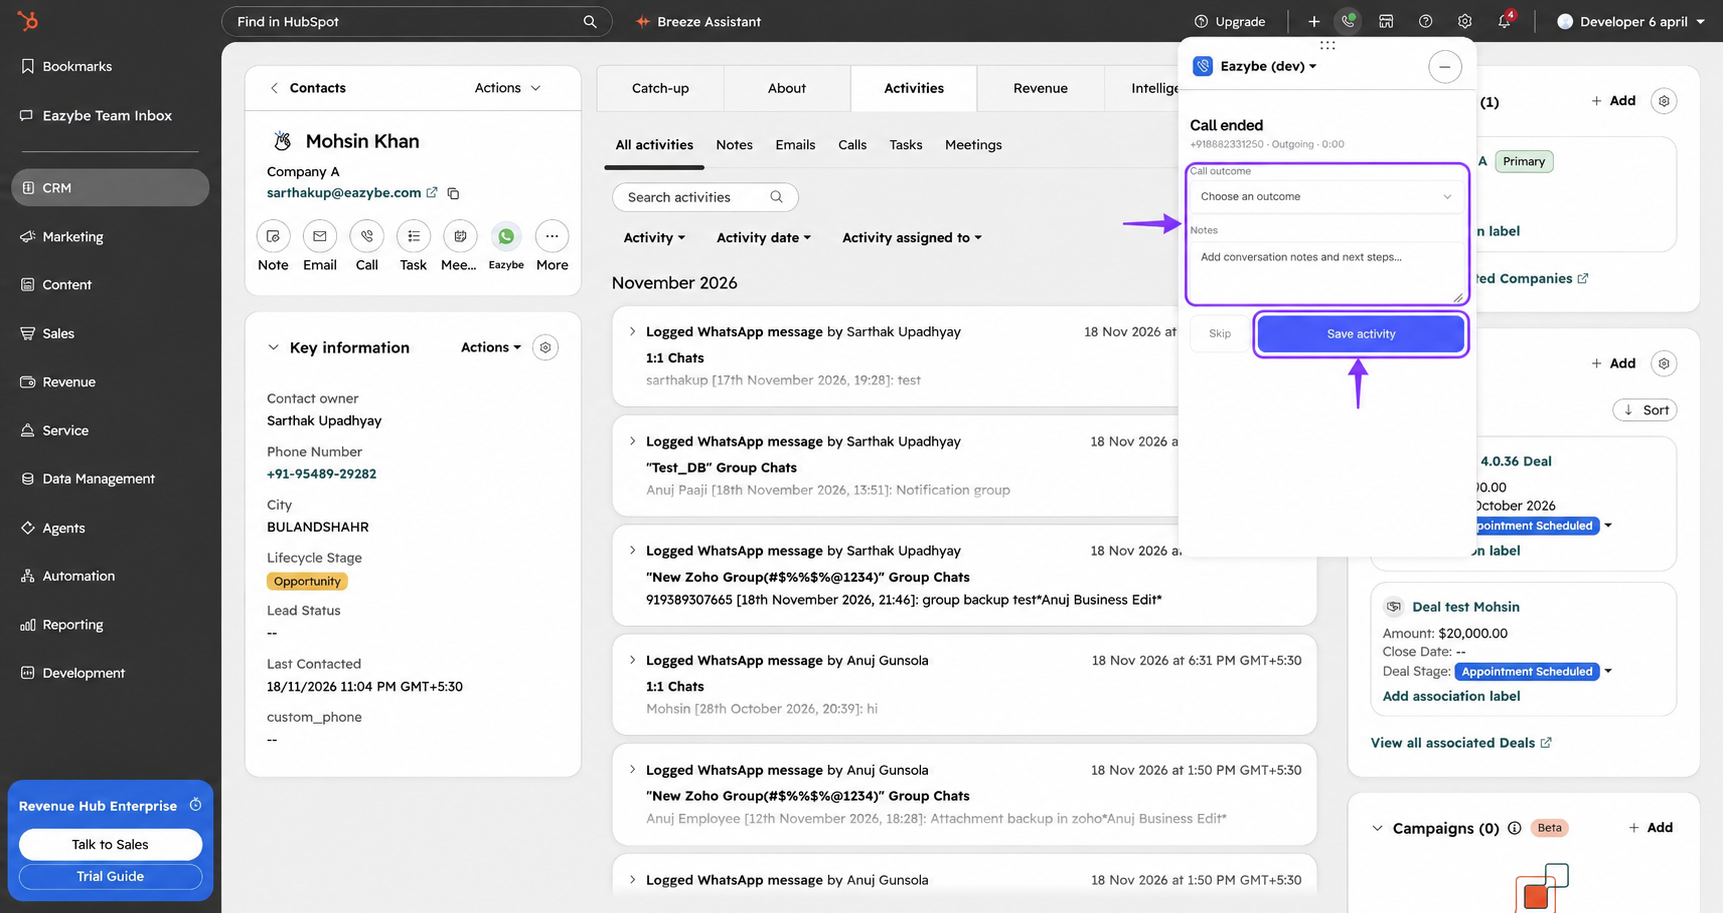 Find in HubSpot
Breeze Assistant
Upgrade
4
Developer 6 april
Bookmarks
Eazybe Team Inbox
CRM
Marketing
Content
Sales
Revenue
Service
Data Management
Agents
Automation
Reporting
Development
Revenue Hub Enterprise
Talk to Sales
Trial Guide
Contacts
Actions
Mohsin Khan
Company A
sarthakup@eazybe.com
Note
Email
Call
Task
Mee...
Eazybe
More
Key information
Actions
Contact owner
Sarthak Upadhyay
Phone Number
+91-95489-29282
City
BULANDSHAHR
Lifecycle Stage
Opportunity
Lead Status
--
Last Contacted
18/11/2026 11:04 PM GMT+5:30
custom_phone
--
Catch-up
About
Activities
Revenue
Intellige
All activities
Notes
Emails
Calls
Tasks
Meetings
Search activities
Activity
Activity date
Activity assigned to
November 2026
Logged WhatsApp message by Sarthak Upadhyay
18 Nov 2026 at
1:1 Chats
sarthakup [17th November 2026, 19:28]: test
Logged WhatsApp message by Sarthak Upadhyay
18 Nov 2026 a
"Test_DB" Group Chats
Anuj Paaji [18th November 2026, 13:51]: Notification group
Logged WhatsApp message by Sarthak Upadhyay
18 Nov 2026 a
"New Zoho Group(#$%%$%@1234)" Group Chats
919389307665 [18th November 2026, 21:46]: group backup test*Anuj Business Edit*
Logged WhatsApp message by Anuj Gunsola
18 Nov 2026 at 6:31 PM GMT+5:30
1:1 Chats
Mohsin [28th October 2026, 20:39]: hi
Logged WhatsApp message by Anuj Gunsola
18 Nov 2026 at 1:50 PM GMT+5:30
"New Zoho Group(#$%%$%@1234)" Group Chats
Anuj Employee [12th November 2026, 18:28]: Attachment backup in zoho*Anuj Business Edit*
Logged WhatsApp message by Anuj Gunsola
18 Nov 2026 at 1:50 PM GMT+5:30
Eazybe (dev)
Call ended
+918882331250 · Outgoing · 0:00
Call outcome
Choose an outcome
Notes
Add conversation notes and next steps...
Skip
Save activity
(1)
+ Add
A
Primary
n label
ted Companies
+ Add
Sort
4.0.36 Deal
00.00
October 2026
ppointment Scheduled
on label
Deal test Mohsin
Amount: $20,000.00
Close Date: --
Deal Stage: Appointment Scheduled
Add association label
View all associated Deals
Campaigns (0)
Beta
+ Add